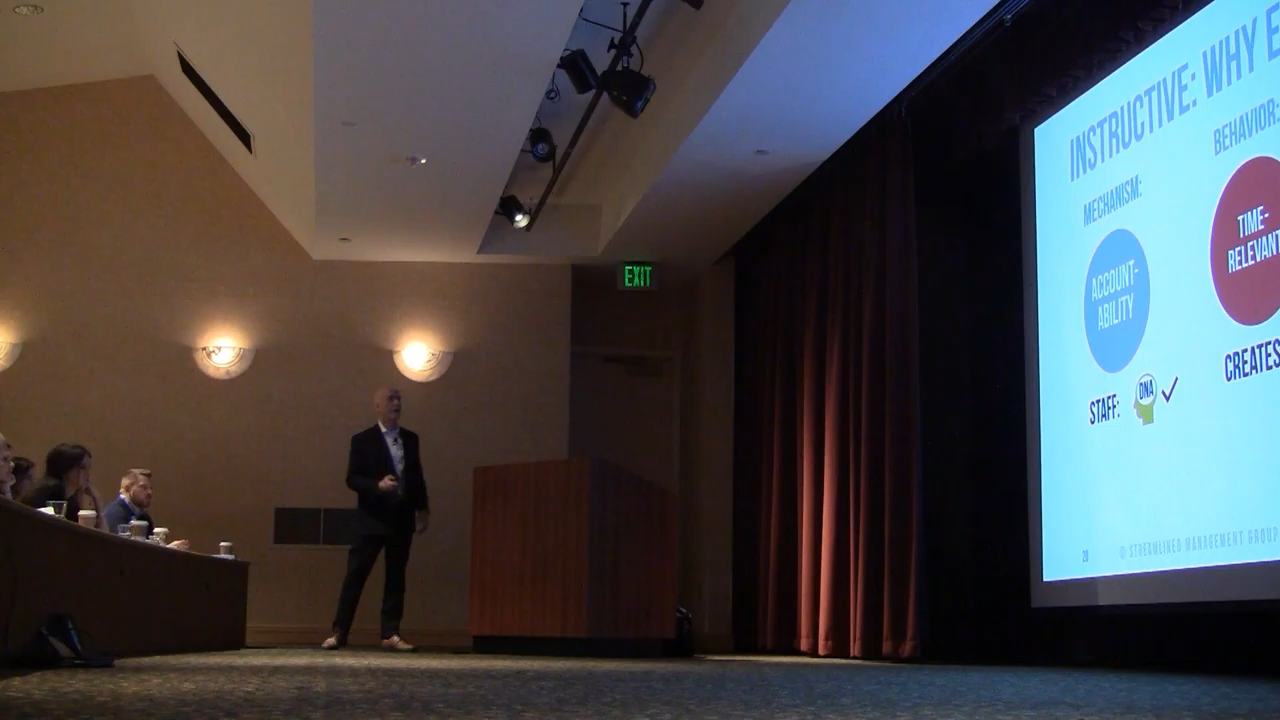 EXIT
INSTRUCTIVE: WHY E
MECHANISM:
BEHAVIOR:
ACCOUNT-
ABILITY
TIME-
RELEVANT
CREATES
STAFF: DNA
20 © STREAMLINED MANAGEMENT GROUP